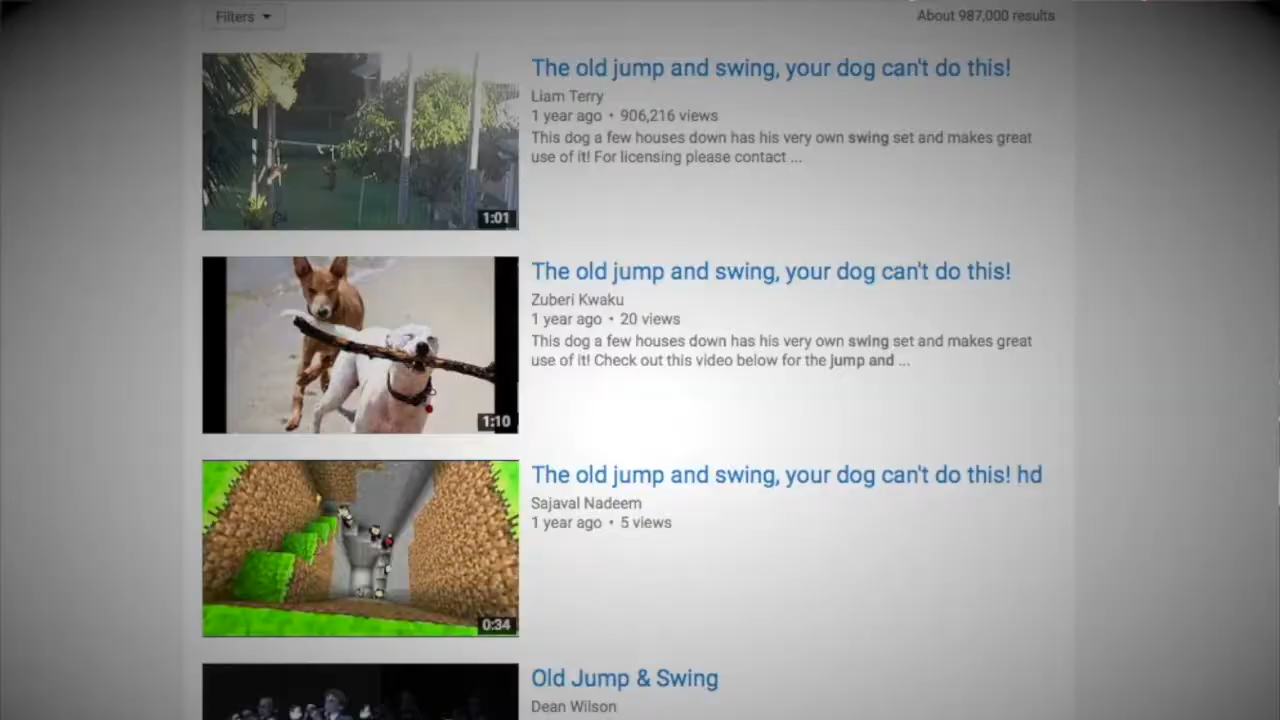 Filters
About 987,000 results
The old jump and swing, your dog can't do this!
Liam Terry
1 year ago • 906,216 views
This dog a few houses down has his very own swing set and makes great
use of it! For licensing please contact ...
1:01
The old jump and swing, your dog can't do this!
Zuberi Kwaku
1 year ago • 20 views
This dog a few houses down has his very own swing set and makes great
use of it! Check out this video below for the jump and ...
1:10
The old jump and swing, your dog can't do this! hd
Sajaval Nadeem
1 year ago • 5 views
0:34
Old Jump & Swing
Dean Wilson